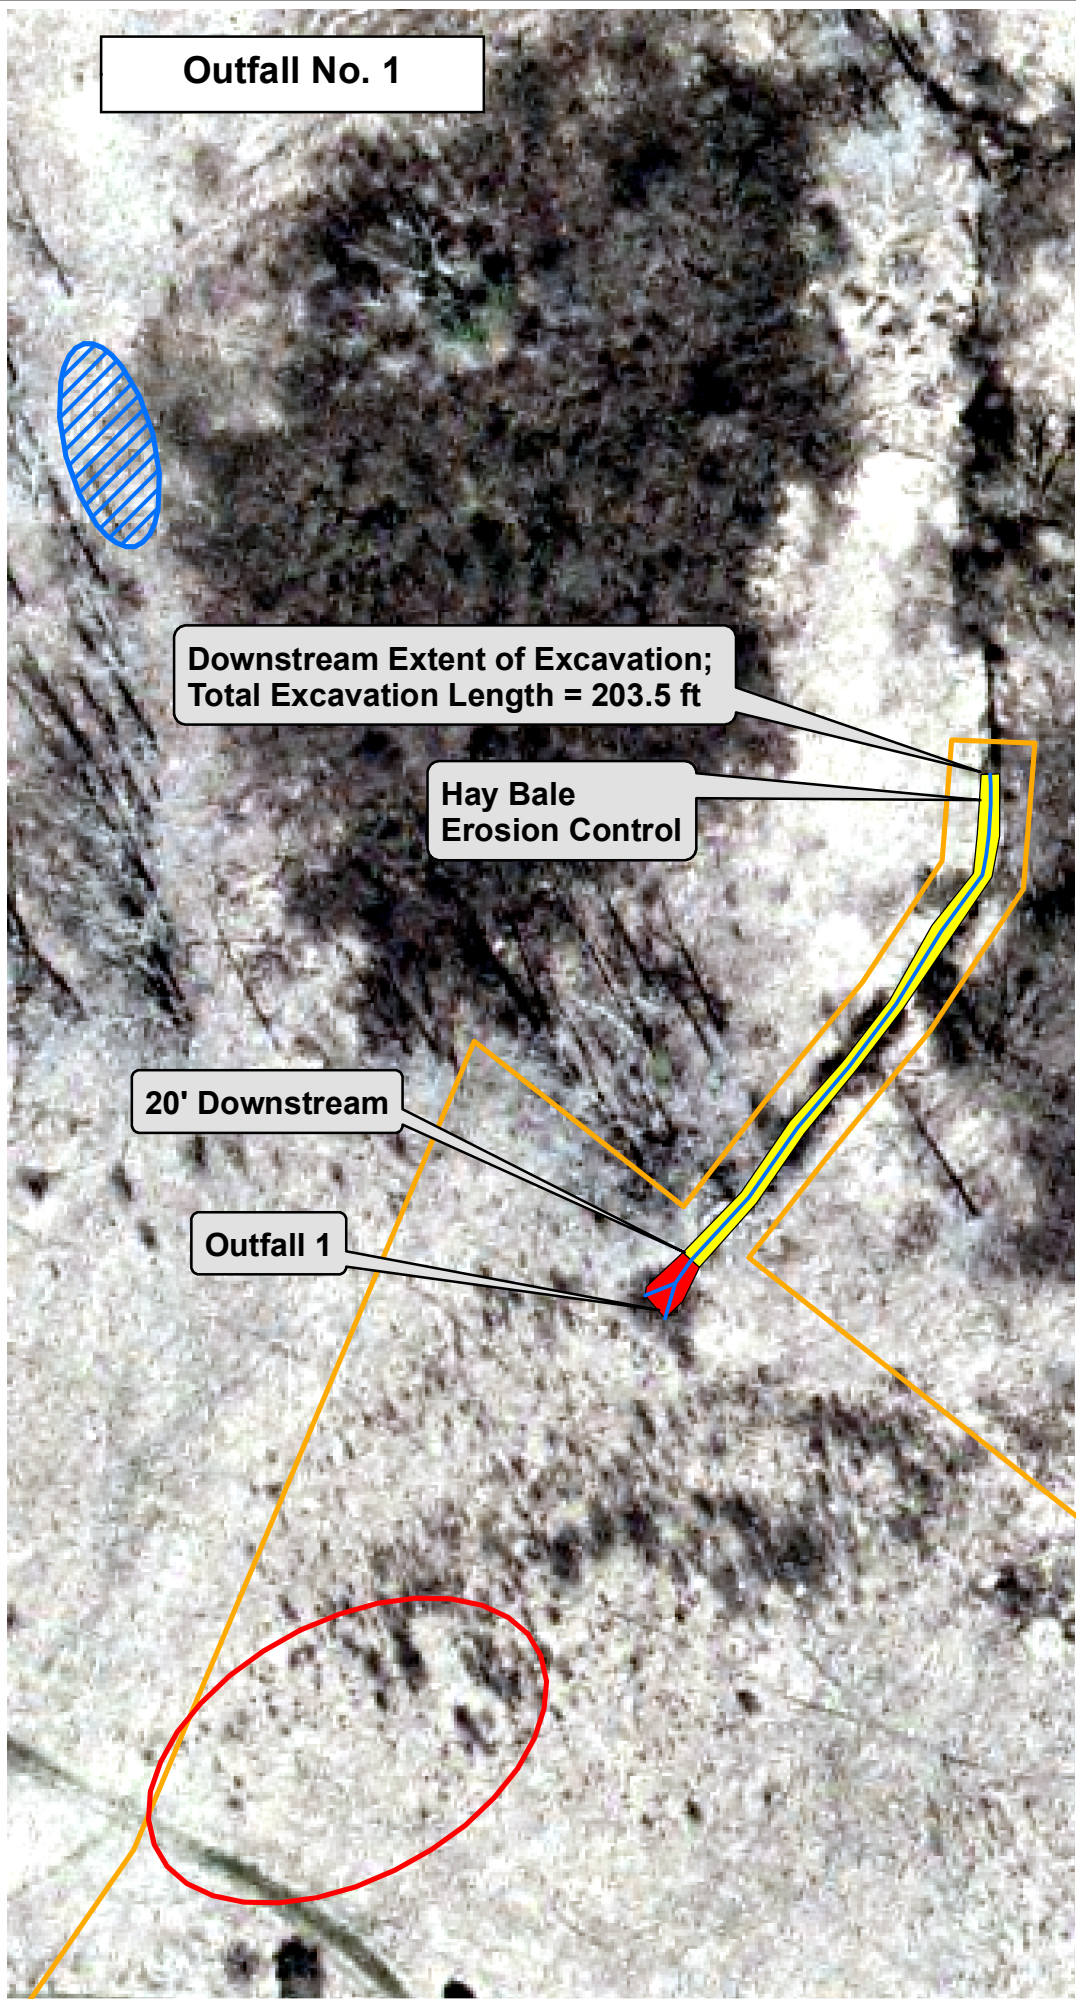 Outfall No. 1
Downstream Extent of Excavation;
Total Excavation Length = 203.5 ft
Hay Bale
Erosion Control
20' Downstream
Outfall 1